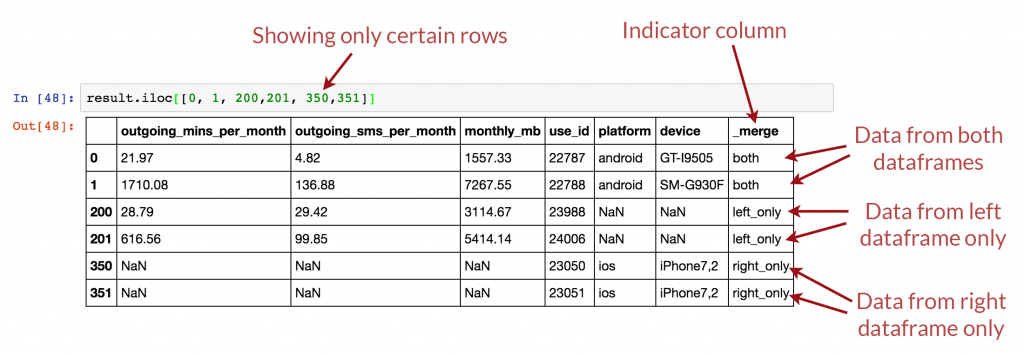 Showing only certain rows
Indicator column
In [48]: result.iloc[[0, 1, 200,201, 350,351]]
Out[48]:
outgoing_mins_per_month outgoing_sms_per_month monthly_mb use_id platform device _merge
0 21.97 4.82 1557.33 22787 android GT-I9505 both
1 1710.08 136.88 7267.55 22788 android SM-G930F both
200 28.79 29.42 3114.67 23988 NaN NaN left_only
201 616.56 99.85 5414.14 24006 NaN NaN left_only
350 NaN NaN NaN 23050 ios iPhone7,2 right_only
351 NaN NaN NaN 23051 ios iPhone7,2 right_only
Data from both
dataframes
Data from left
dataframe only
Data from right
dataframe only